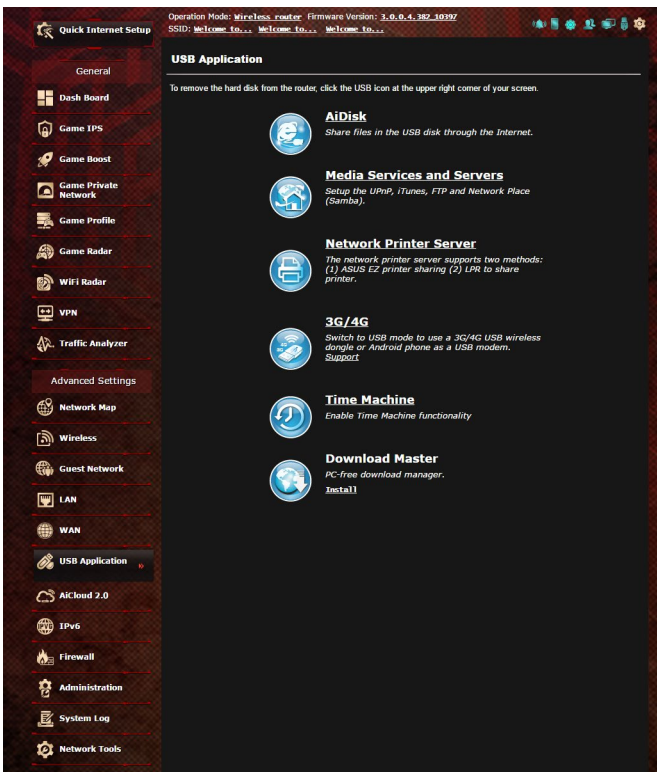 Quick Internet Setup
General
Dash Board
Game IPS
Game Boost
Game Private
Network
Game Profile
Game Radar
WiFi Radar
VPN
Traffic Analyzer
Advanced Settings
Network Map
Wireless
Guest Network
LAN
WAN
USB Application
AiCloud 2.0
IPv6
Firewall
Administration
System Log
Network Tools
Operation Mode: Wireless router Firmware Version: 3.0.0.4.382_10397
SSID: Welcome to... Welcome to... Welcome to...
USB Application
To remove the hard disk from the router, click the USB icon at the upper right corner of your screen.
AiDisk
Share files in the USB disk through the Internet.
Media Services and Servers
Setup the UPnP, iTunes, FTP and Network Place
(Samba).
Network Printer Server
The network printer server supports two methods:
(1) ASUS EZ printer sharing (2) LPR to share
printer.
3G/4G
Switch to USB mode to use a 3G/4G USB wireless
dongle or Android phone as a USB modem.
Support
Time Machine
Enable Time Machine functionality
Download Master
PC-free download manager.
Install